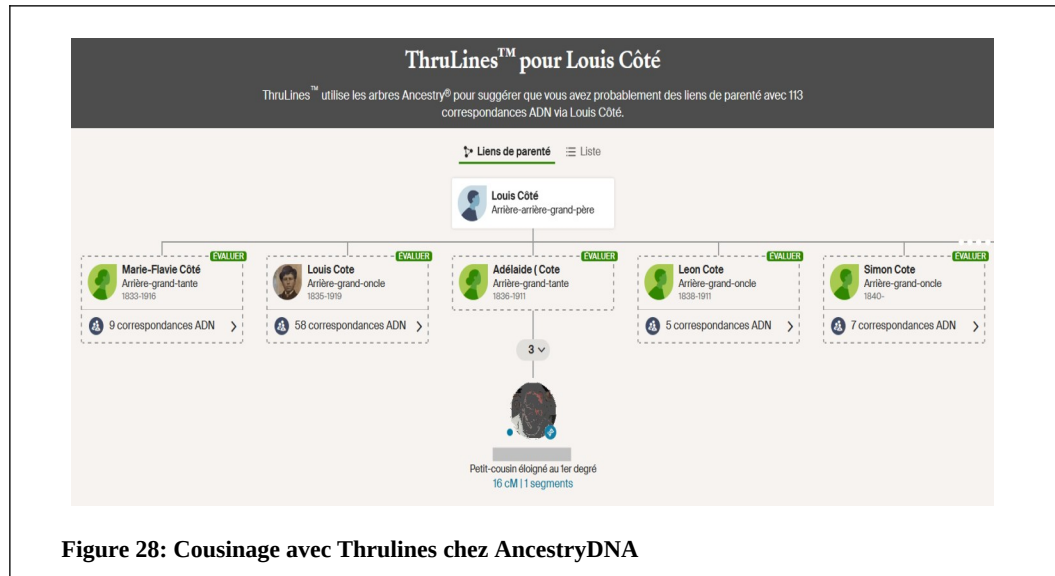 ThruLines™ pour Louis Côté
ThruLines™ utilise les arbres Ancestry® pour suggérer que vous avez probablement des liens de parenté avec 113
correspondances ADN via Louis Côté.
Liens de parenté Liste
Louis Côté
Arrière-arrière-grand-père
ÉVALUER ÉVALUER ÉVALUER ÉVALUER ÉVALUER
Marie-Flavie Côté
Arrière-grand-tante
1833-1916
9 correspondances ADN
Louis Cote
Arrière-grand-oncle
1835-1919
58 correspondances ADN
Adélaide ( Cote
Arrière-grand-tante
1836-1911
Leon Cote
Arrière-grand-oncle
1838-1911
5 correspondances ADN
Simon Cote
Arrière-grand-oncle
1840-
7 correspondances ADN
3
Petit-cousin éloigné au 1er degré
16 cM | 1 segments
Figure 28: Cousinage avec Thrulines chez AncestryDNA